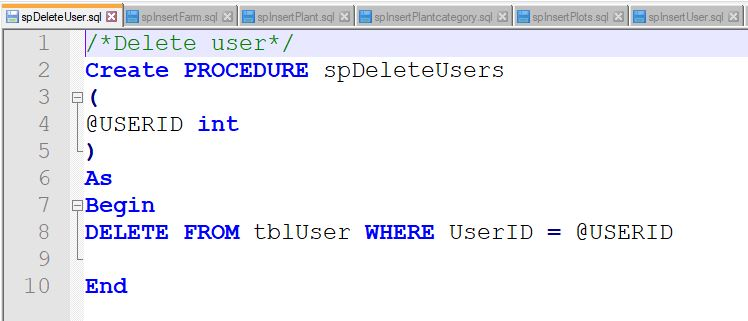 spDeleteUser.sql spInsertFarm.sql spInsertPlant.sql spInsertPlantcategory.sql spInsertPlots.sql spInsertUser.sql
1 /*Delete user*/
2 Create PROCEDURE spDeleteUsers
3 (
4 @USERID int
5 )
6 As
7 Begin
8 DELETE FROM tblUser WHERE UserID = @USERID
9
10 End